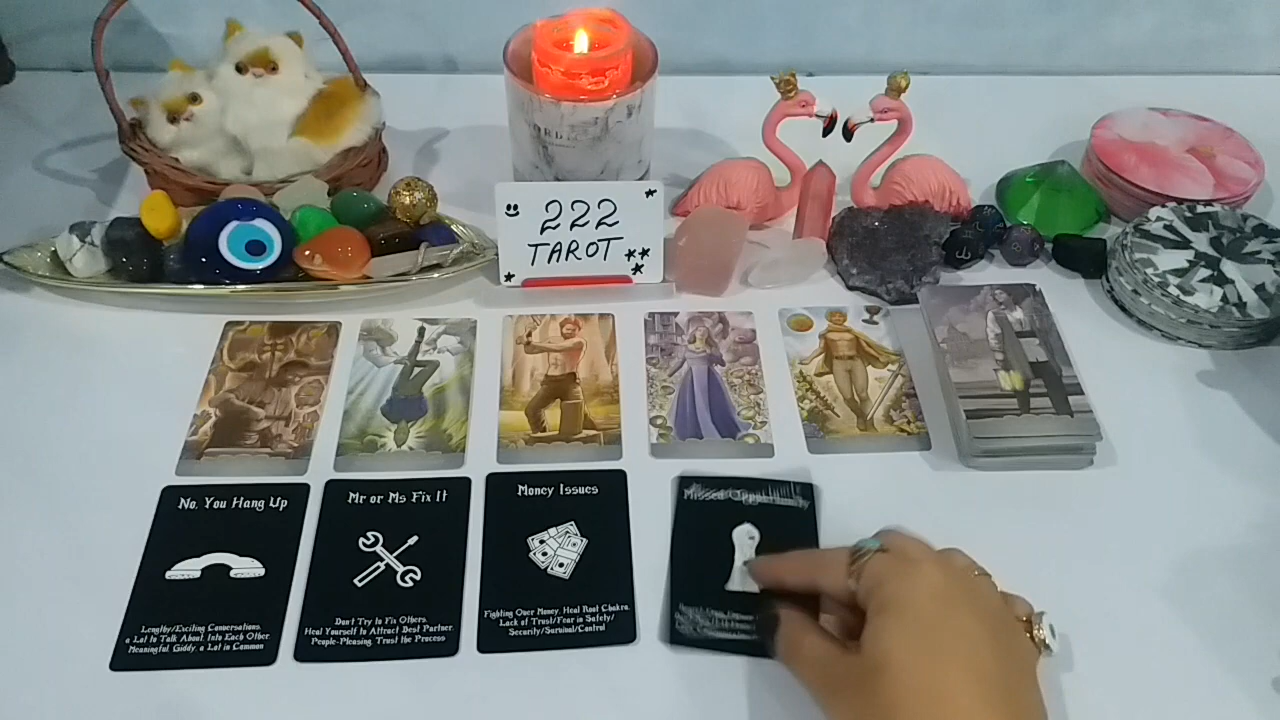 222
TAROT
No, You Hang Up
Lengthy/Exciting Conversations,
a Lot to Talk About, Into Each Other,
Meaningful, Giddy, a Lot in Common
Mr or Ms Fix It
Don't Try to Fix Others,
Heal Yourself to Attract Best Partner,
People-Pleasing, Trust the Process
Money Issues
Fighting Over Money, Heal Root Chakra,
Lack of Trust/Fear in Safety/
Security/Survival/Control
Missed Opportunity